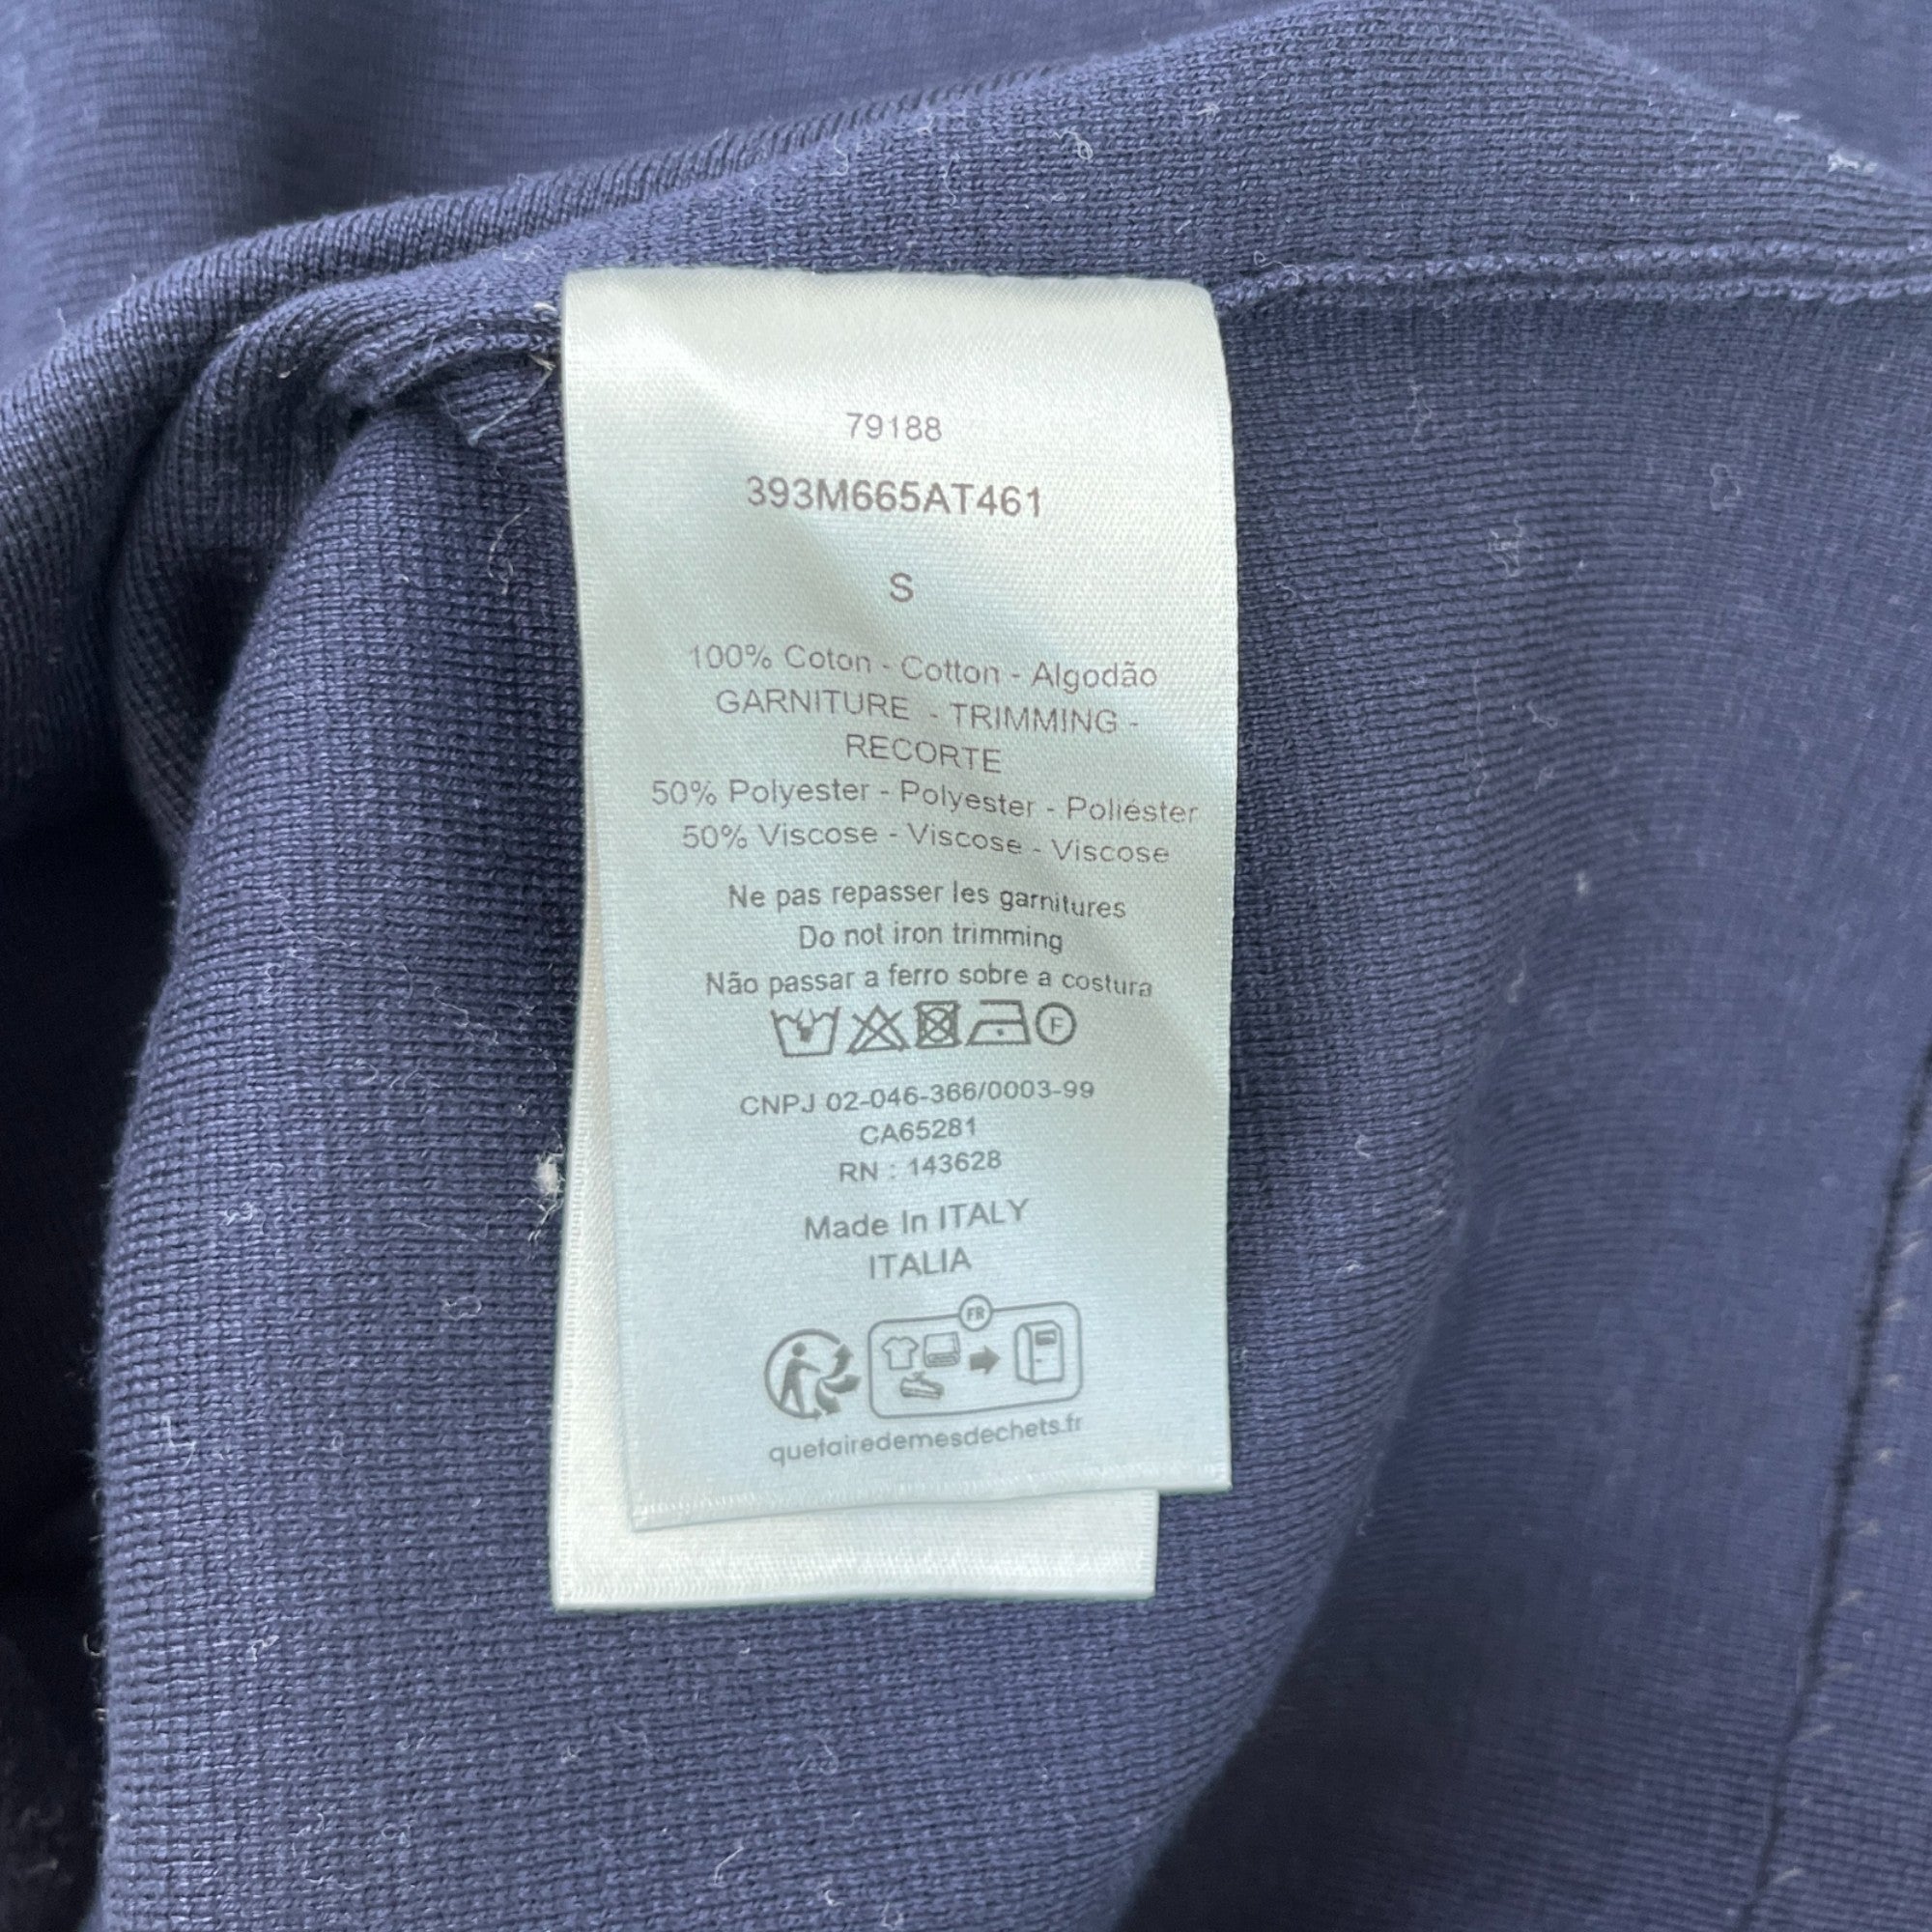 79188
393M665AT461
S
100% Coton - Cotton - Algodão
GARNITURE - TRIMMING -
RECORTE
50% Polyester - Polyester - Poliéster
50% Viscose - Viscose - Viscose
Ne pas repasser les garnitures
Do not iron trimming
Não passar a ferro sobre a costura
F
CNPJ 02-046-366/0003-99
CA65281
RN : 143628
Made In ITALY
ITALIA
FR
quefairedemesdechets.fr